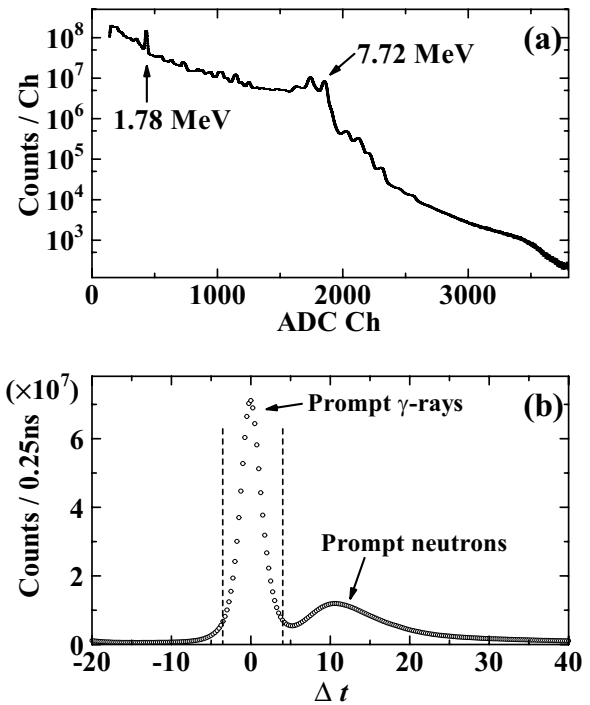 (a)
10⁸
10⁷
10⁶
10⁵
10⁴
10³
Counts / Ch
7.72 MeV
1.78 MeV
0
1000
2000
3000
ADC Ch
(×10⁷)
(b)
6
4
2
0
Counts / 0.25ns
Prompt γ-rays
Prompt neutrons
-20
-10
0
10
20
30
40
Δ t